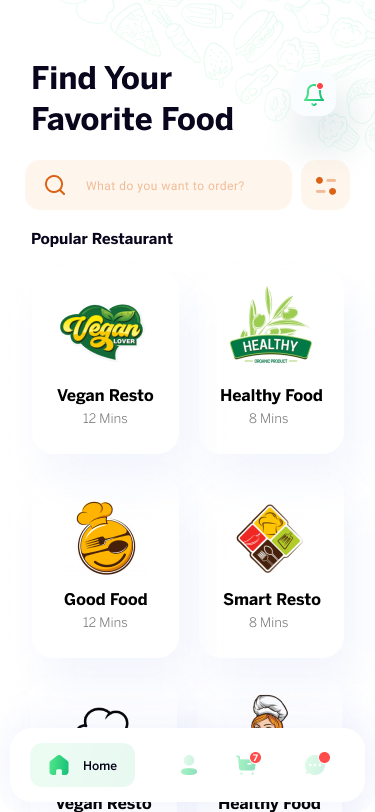 Find Your
Favorite Food
What do you want to order?
Popular Restaurant
Vegan
LOVER
HEALTHY
ORGANIC PRODUCT
Vegan Resto
Healthy Food
12 Mins
8 Mins
Good Food
Smart Resto
12 Mins
8 Mins
Home
7
Vegan Resto
Healthy Food